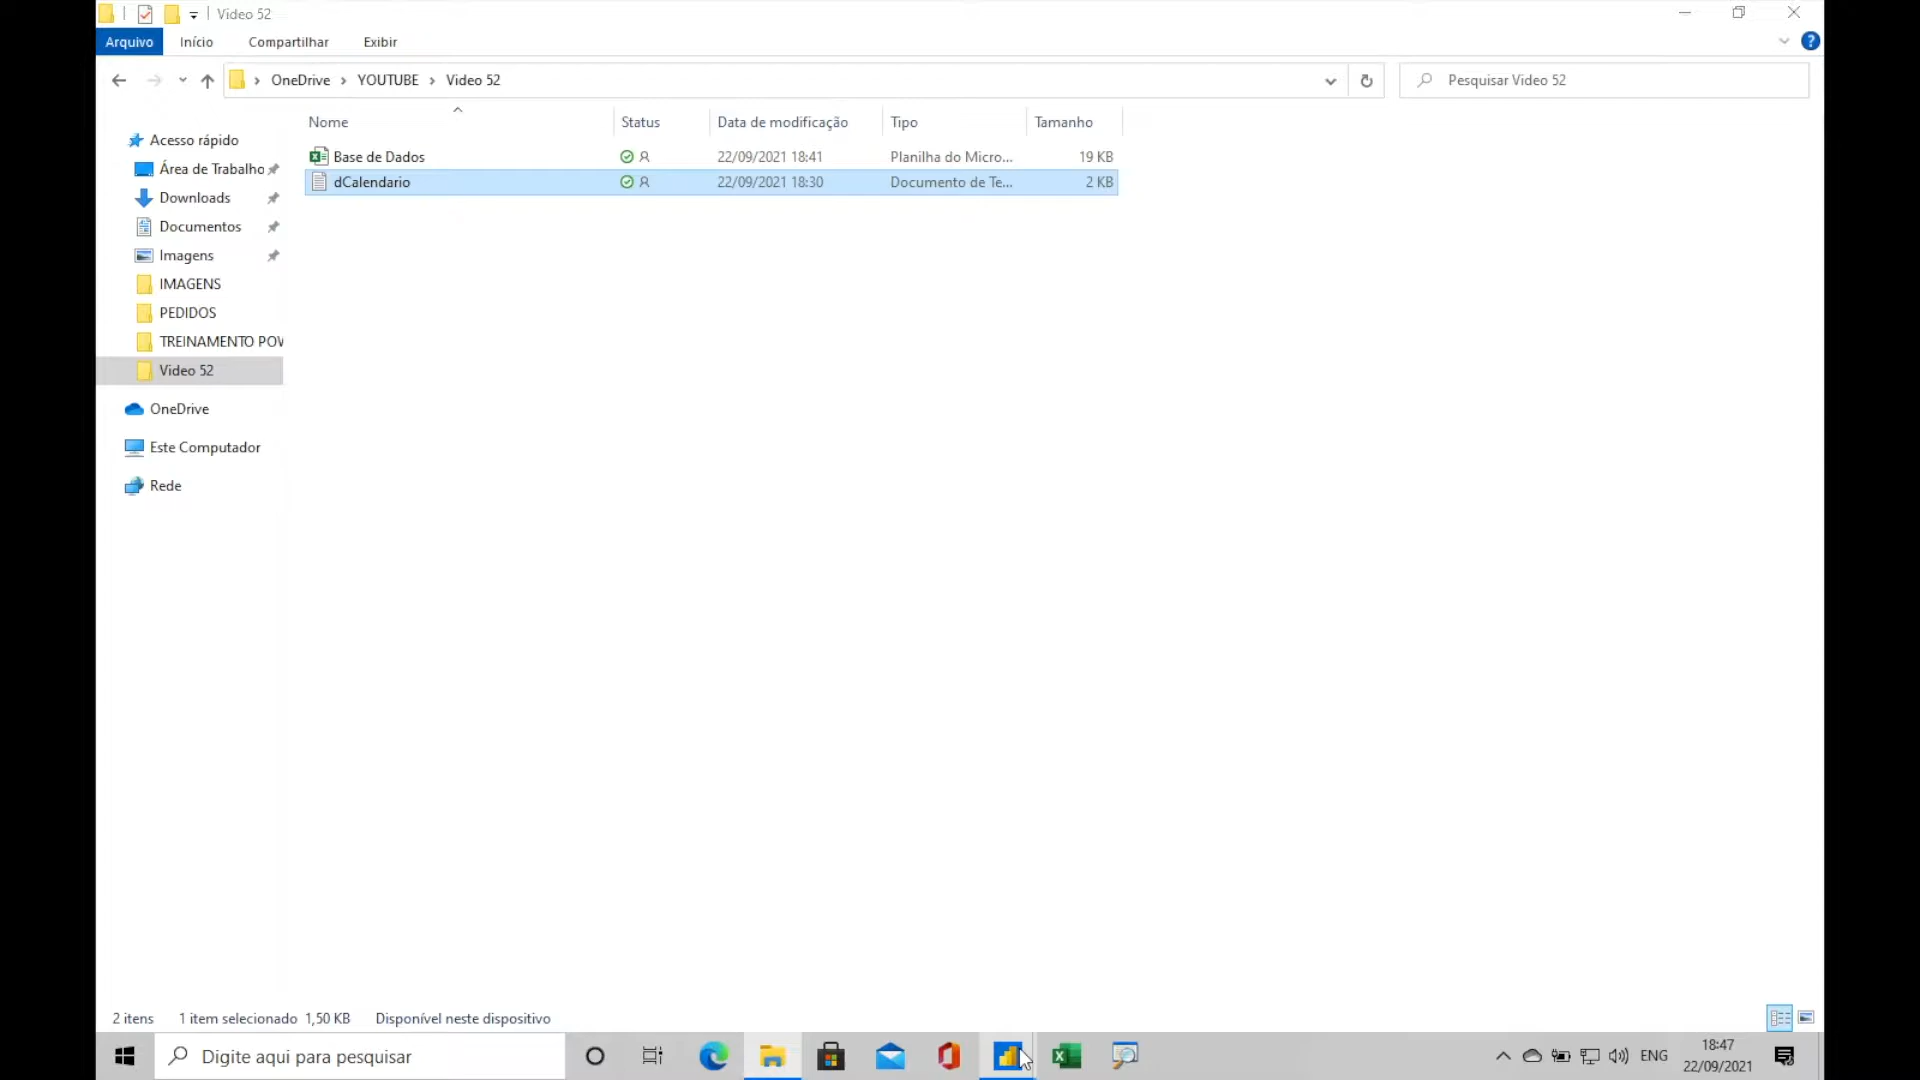 Video 52
Arquivo Início Compartilhar Exibir
OneDrive YOUTUBE Video 52
Pesquisar Video 52
Nome Status Data de modificação Tipo Tamanho
Base de Dados 22/09/2021 18:41 Planilha do Micro... 19 KB
dCalendario 22/09/2021 18:30 Documento de Te... 2 KB
Acesso rápido
Área de Trabalho
Downloads
Documentos
Imagens
IMAGENS
PEDIDOS
TREINAMENTO POW
Video 52
OneDrive
Este Computador
Rede
2 itens 1 item selecionado 1,50 KB Disponível neste dispositivo
Digite aqui para pesquisar
ENG
18:47
22/09/2021